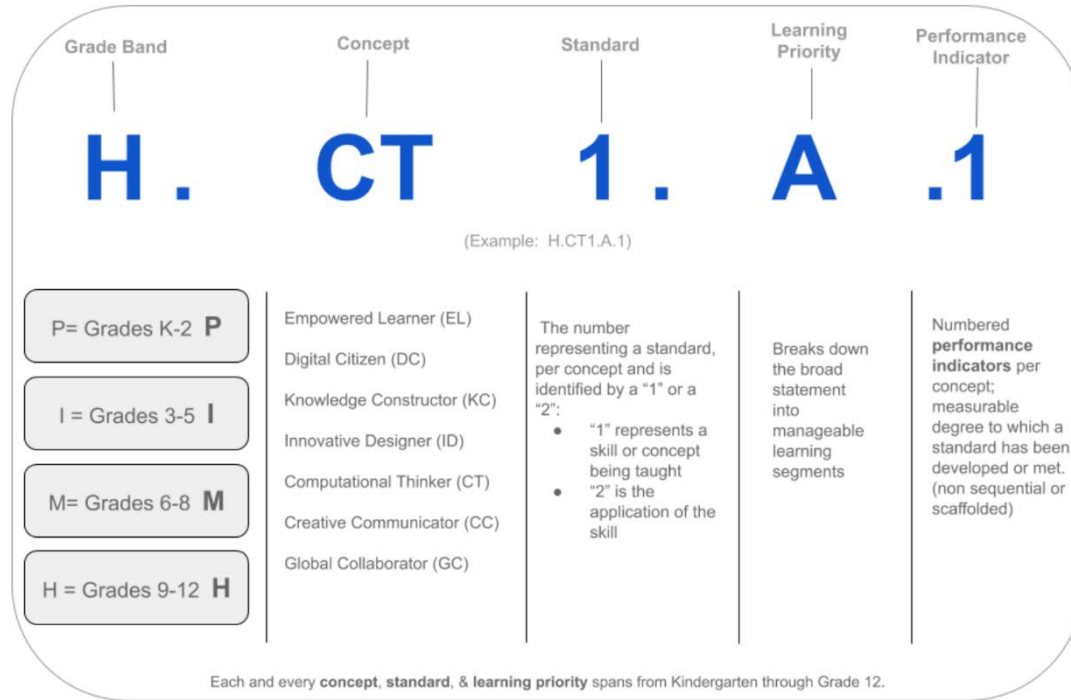 Grade Band
Concept
Standard
Learning
Priority
Performance
Indicator
H . CT 1 . A .1
(Example: H.CT1.A.1)
P= Grades K-2 P
I = Grades 3-5 I
M= Grades 6-8 M
H = Grades 9-12 H
Empowered Learner (EL)
Digital Citizen (DC)
Knowledge Constructor (KC)
Innovative Designer (ID)
Computational Thinker (CT)
Creative Communicator (CC)
Global Collaborator (GC)
The number
representing a standard,
per concept and is
identified by a “1” or a
“2”:
● “1” represents a
skill or concept
being taught
● “2” is the
application of the
skill
Breaks down
the broad
statement
into
manageable
learning
segments
Numbered
performance
indicators per
concept;
measurable
degree to which a
standard has been
developed or met.
(non sequential or
scaffolded)
Each and every concept, standard, & learning priority spans from Kindergarten through Grade 12.